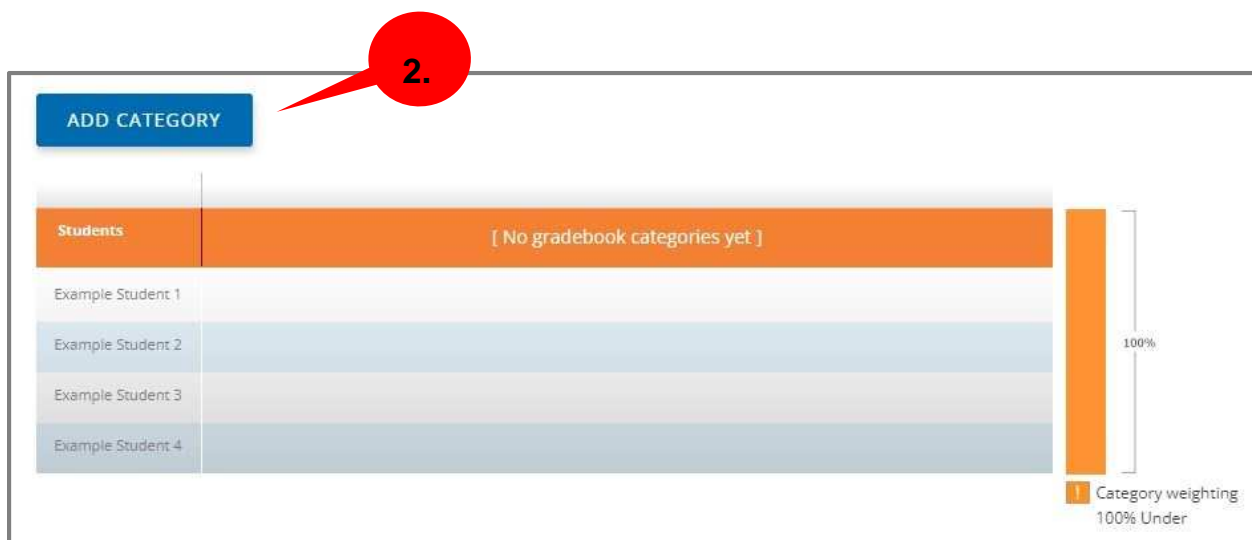 2.
ADD CATEGORY
Students
[ No gradebook categories yet ]
Example Student 1
Example Student 2
Example Student 3
Example Student 4
100%
! Category weighting
100% Under